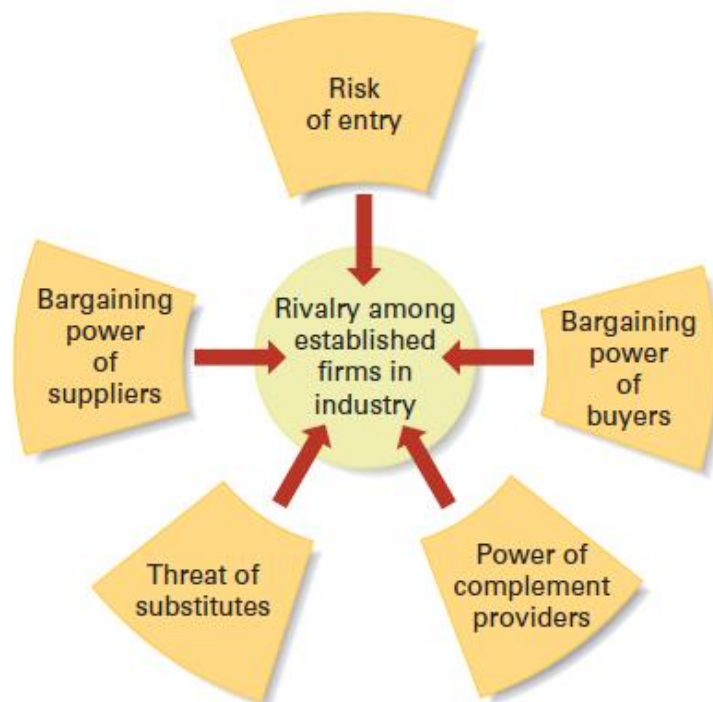 Risk
of entry
Bargaining
power
of
suppliers
Rivalry among
established
firms in
industry
Bargaining
power
of
buyers
Threat of
substitutes
Power of
complement
providers